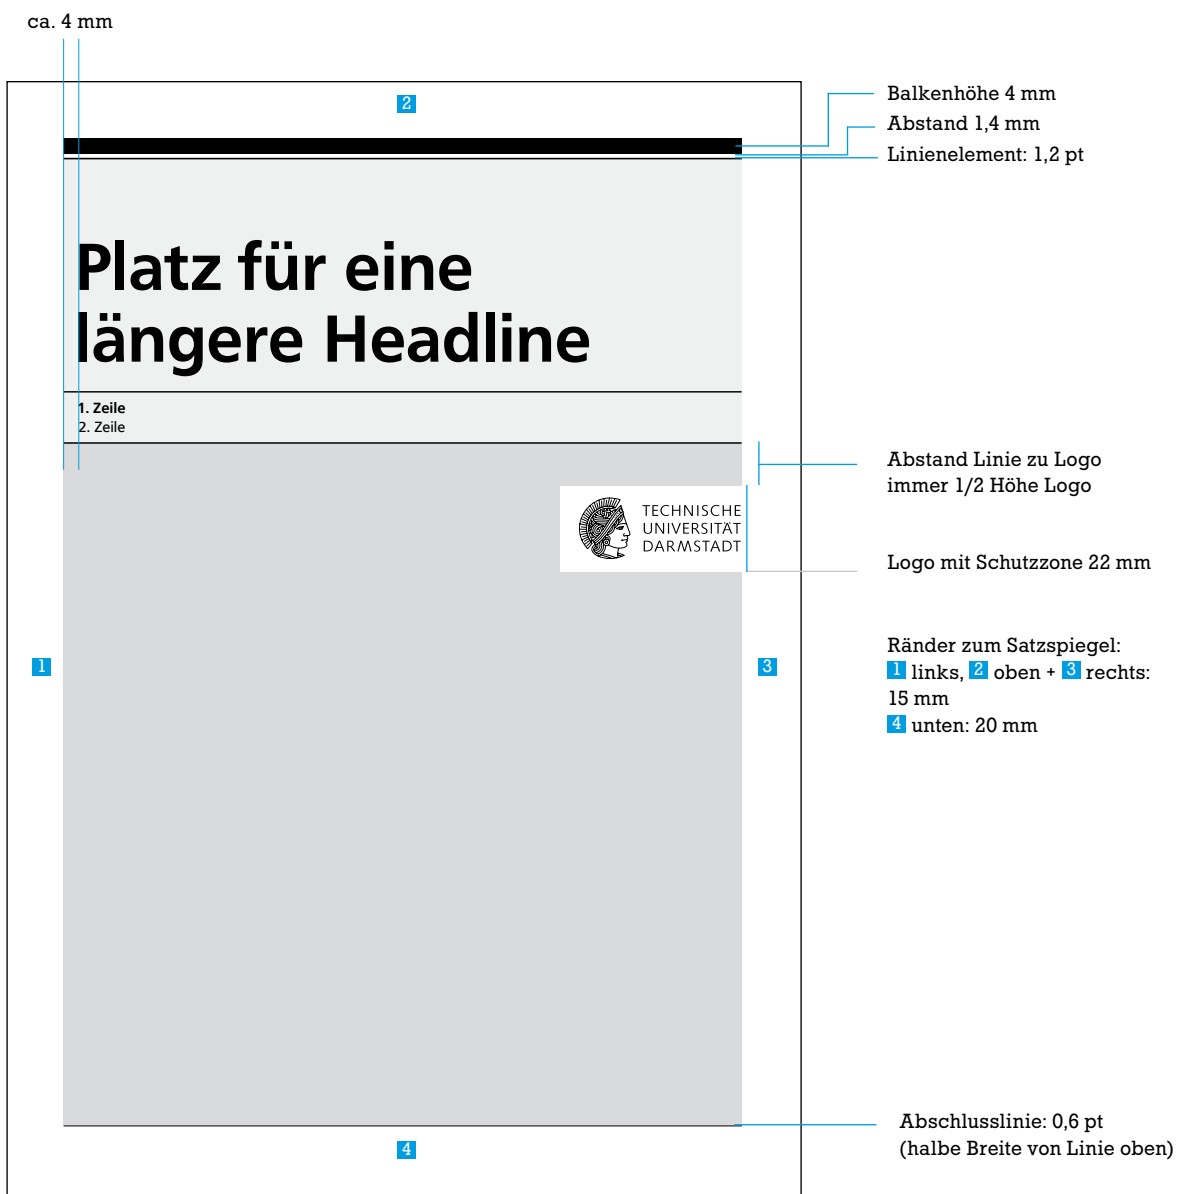 ca. 4 mm
2
Balkenhöhe 4 mm
Abstand 1,4 mm
Linienelement: 1,2 pt
Platz für eine
längere Headline
1. Zeile
2. Zeile
Abstand Linie zu Logo
immer 1/2 Höhe Logo
TECHNISCHE
UNIVERSITÄT
DARMSTADT
Logo mit Schutzzone 22 mm
1
3
Ränder zum Satzspiegel:
1 links, 2 oben + 3 rechts:
15 mm
4 unten: 20 mm
Abschlusslinie: 0,6 pt
(halbe Breite von Linie oben)
4